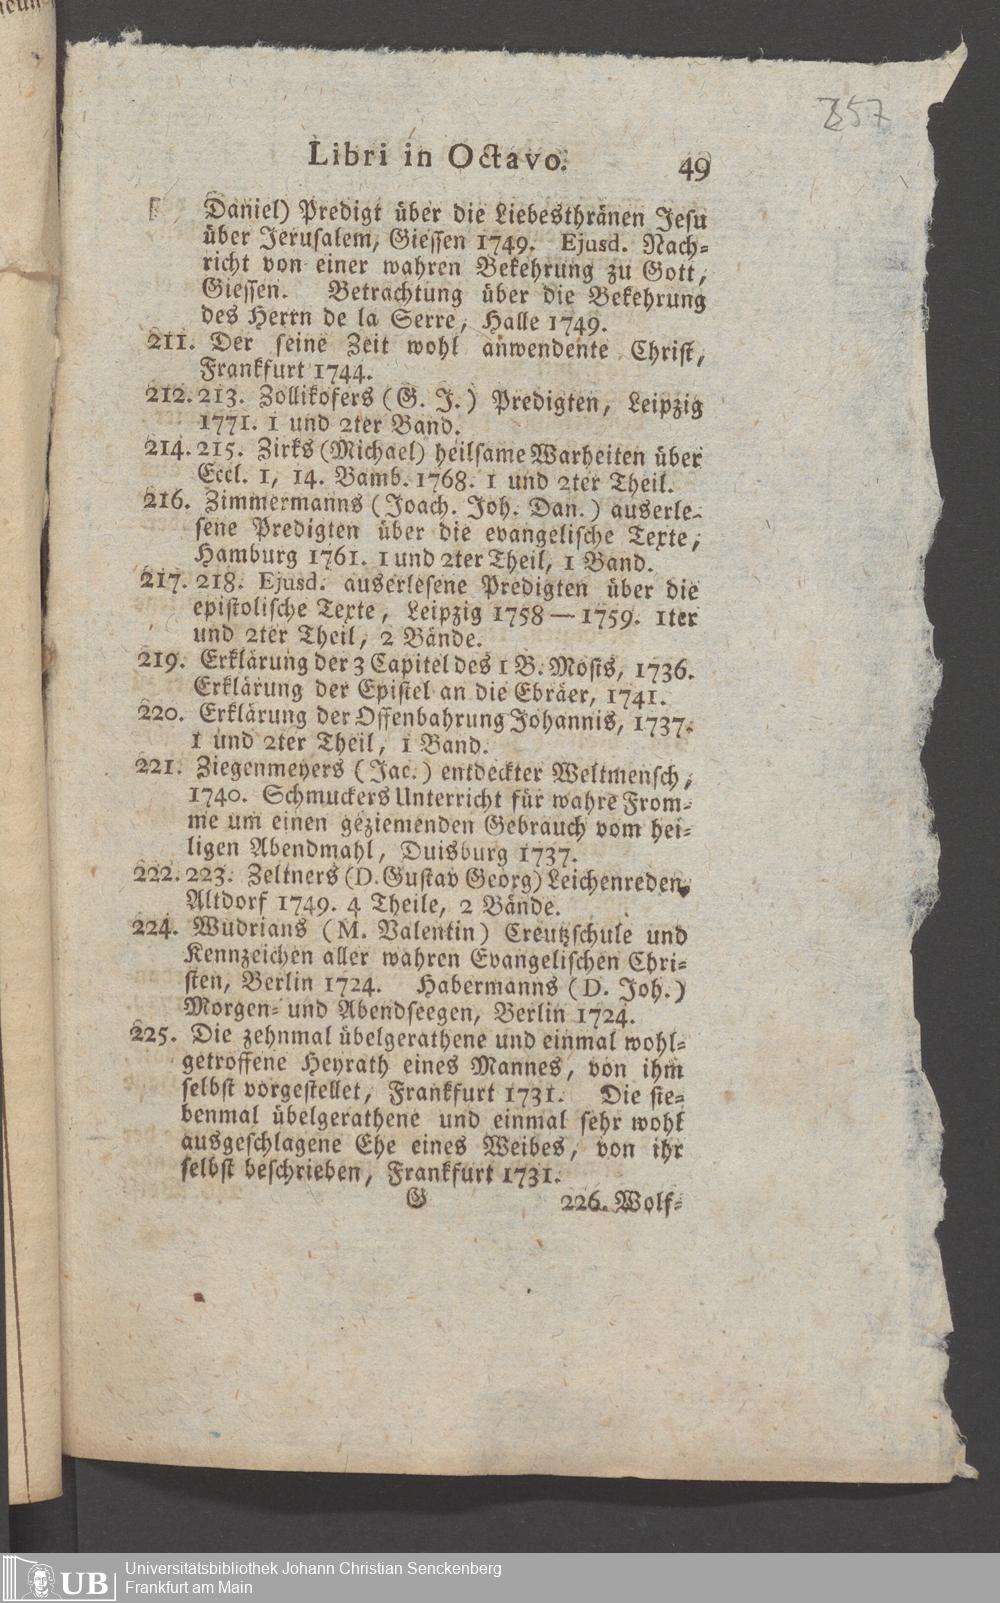 257
Libri in Octavo. 49
Daniel) Predigt über die Liebesthränen Jesu
über Jerusalem, Giessen 1749. Ejusd. Nach-
richt von einer wahren Bekehrung zu Gott,
Giessen. Betrachtung über die Bekehrung
des Herrn de la Serre, Halle 1749.
211. Der seine Zeit wohl anwendente Christ,
Frankfurt 1744.
212. 213. Zollikofers (G. J.) Predigten, Leipzig
1771. 1 und 2ter Band.
214. 215. Zirks (Michael) heilsame Warheiten über
Eccl. 1, 14. Bamb. 1768. 1 und 2ter Theil.
216. Zimmermanns (Joach. Joh. Dan.) auserle-
sene Predigten über die evangelische Texte,
Hamburg 1761. 1 und 2ter Theil, 1 Band.
217. 218. Ejusd. auserlesene Predigten über die
epistolische Texte, Leipzig 1758 — 1759. 1ter
und 2ter Theil, 2 Bände.
219. Erklärung der 3 Capitel des 1 B. Mosis, 1736.
Erklärung der Epistel an die Ebräer, 1741.
220. Erklärung der Offenbahrung Johannis, 1737.
1 und 2ter Theil, 1 Band.
221. Ziegenmeyers (Jac.) entdeckter Weltmensch,
1740. Schmuckers Unterricht für wahre From-
me um einen geziemenden Gebrauch vom hei-
ligen Abendmahl, Duisburg 1737.
222. 223. Zeltners (D. Gustav Georg) Leichenreden,
Altdorf 1749. 4 Theile, 2 Bände.
224. Wudrians (M. Valentin) Creutzschule und
Kennzeichen aller wahren Evangelischen Chri-
sten, Berlin 1724. Habermanns (D. Joh.)
Morgen- und Abendseegen, Berlin 1724.
225. Die zehnmal übelgerathene und einmal wohl-
getroffene Heyrath eines Mannes, von ihm
selbst vorgestellet, Frankfurt 1731. Die sie-
benmal übelgerathene und einmal sehr wohl
ausgeschlagene Ehe eines Weibes, von ihr
selbst beschrieben, Frankfurt 1731.
G 226. Wolf-
UB Universitätsbibliothek Johann Christian Senckenberg
Frankfurt am Main